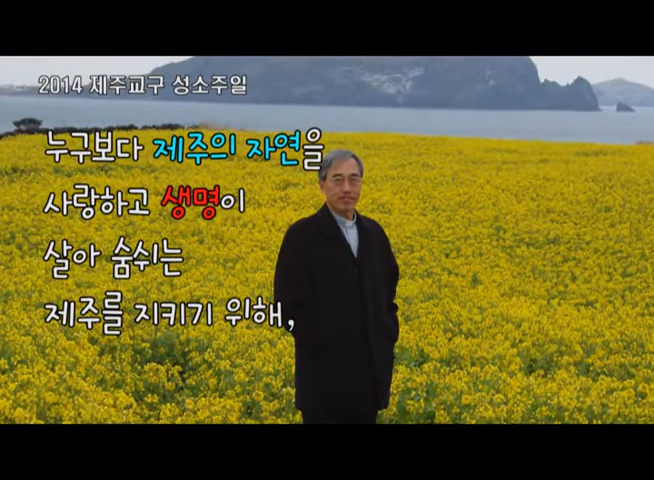 2014 제주교구 성소주일
누구보다 제주의 자연을
사랑하고 생명이
살아 숨쉬는
제주를 지키기 위해,